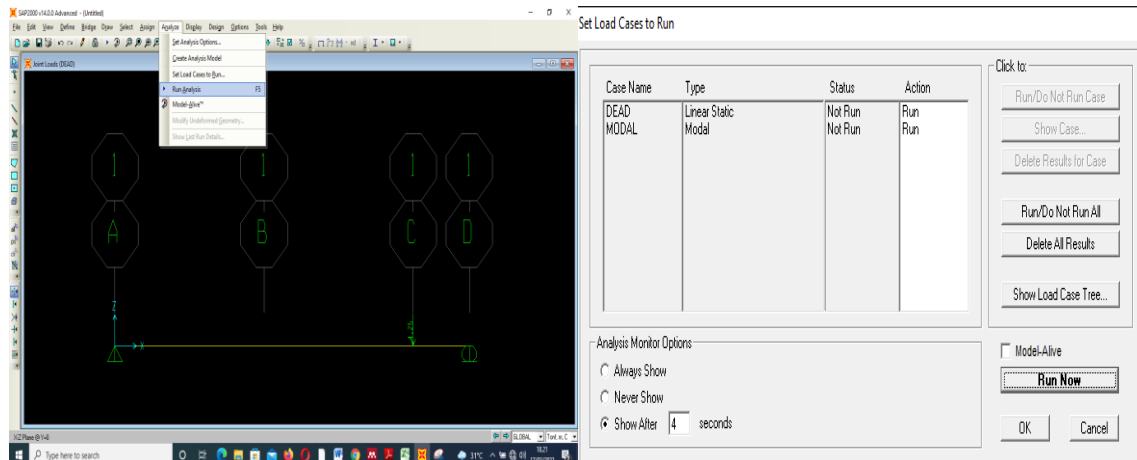 SAP2000 v14.0.0 Advanced - (Untitled)
File Edit View Define Bridge Draw Select Assign Analyze Display Design Options Tools Help
Set Analysis Options...
Create Analysis Model
Set Load Cases to Run...
Run Analysis F5
Model-Alive™
Modify Undeformed Geometry...
Show Last Run Details...
Joint Loads (DEAD)
1 1 1 1
A B C D
Z
X
X-Z Plane @ Y=0
GLOBAL Tonf, m, C
Type here to search
31°C
18.21
Set Load Cases to Run
Case Name Type Status Action
DEAD Linear Static Not Run Run
MODAL Modal Not Run Run
Click to:
Run/Do Not Run Case
Show Case...
Delete Results for Case
Run/Do Not Run All
Delete All Results
Show Load Case Tree...
Analysis Monitor Options
Always Show
Never Show
Show After 4 seconds
Model-Alive
Run Now
OK Cancel